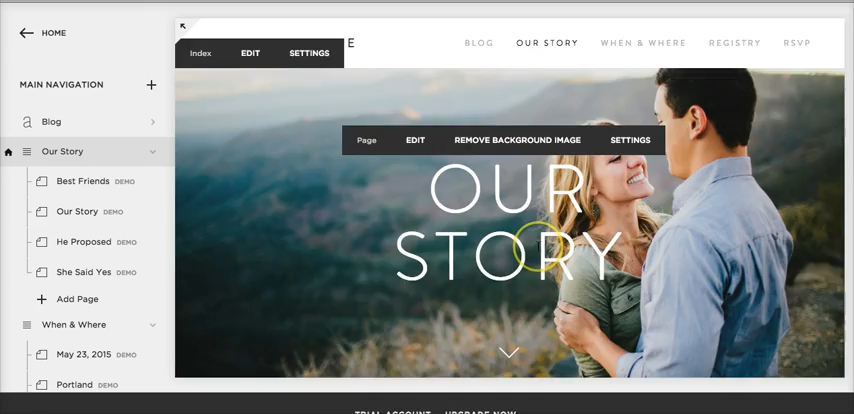 HOME
MAIN NAVIGATION
Blog
Our Story
Best Friends DEMO
Our Story DEMO
He Proposed DEMO
She Said Yes DEMO
Add Page
When & Where
May 23, 2015 DEMO
Portland DEMO
E
BLOG OUR STORY WHEN & WHERE REGISTRY RSVP
Index EDIT SETTINGS
Page EDIT REMOVE BACKGROUND IMAGE SETTINGS
OUR
STORY
TRIAL ACCOUNT UPGRADE NOW